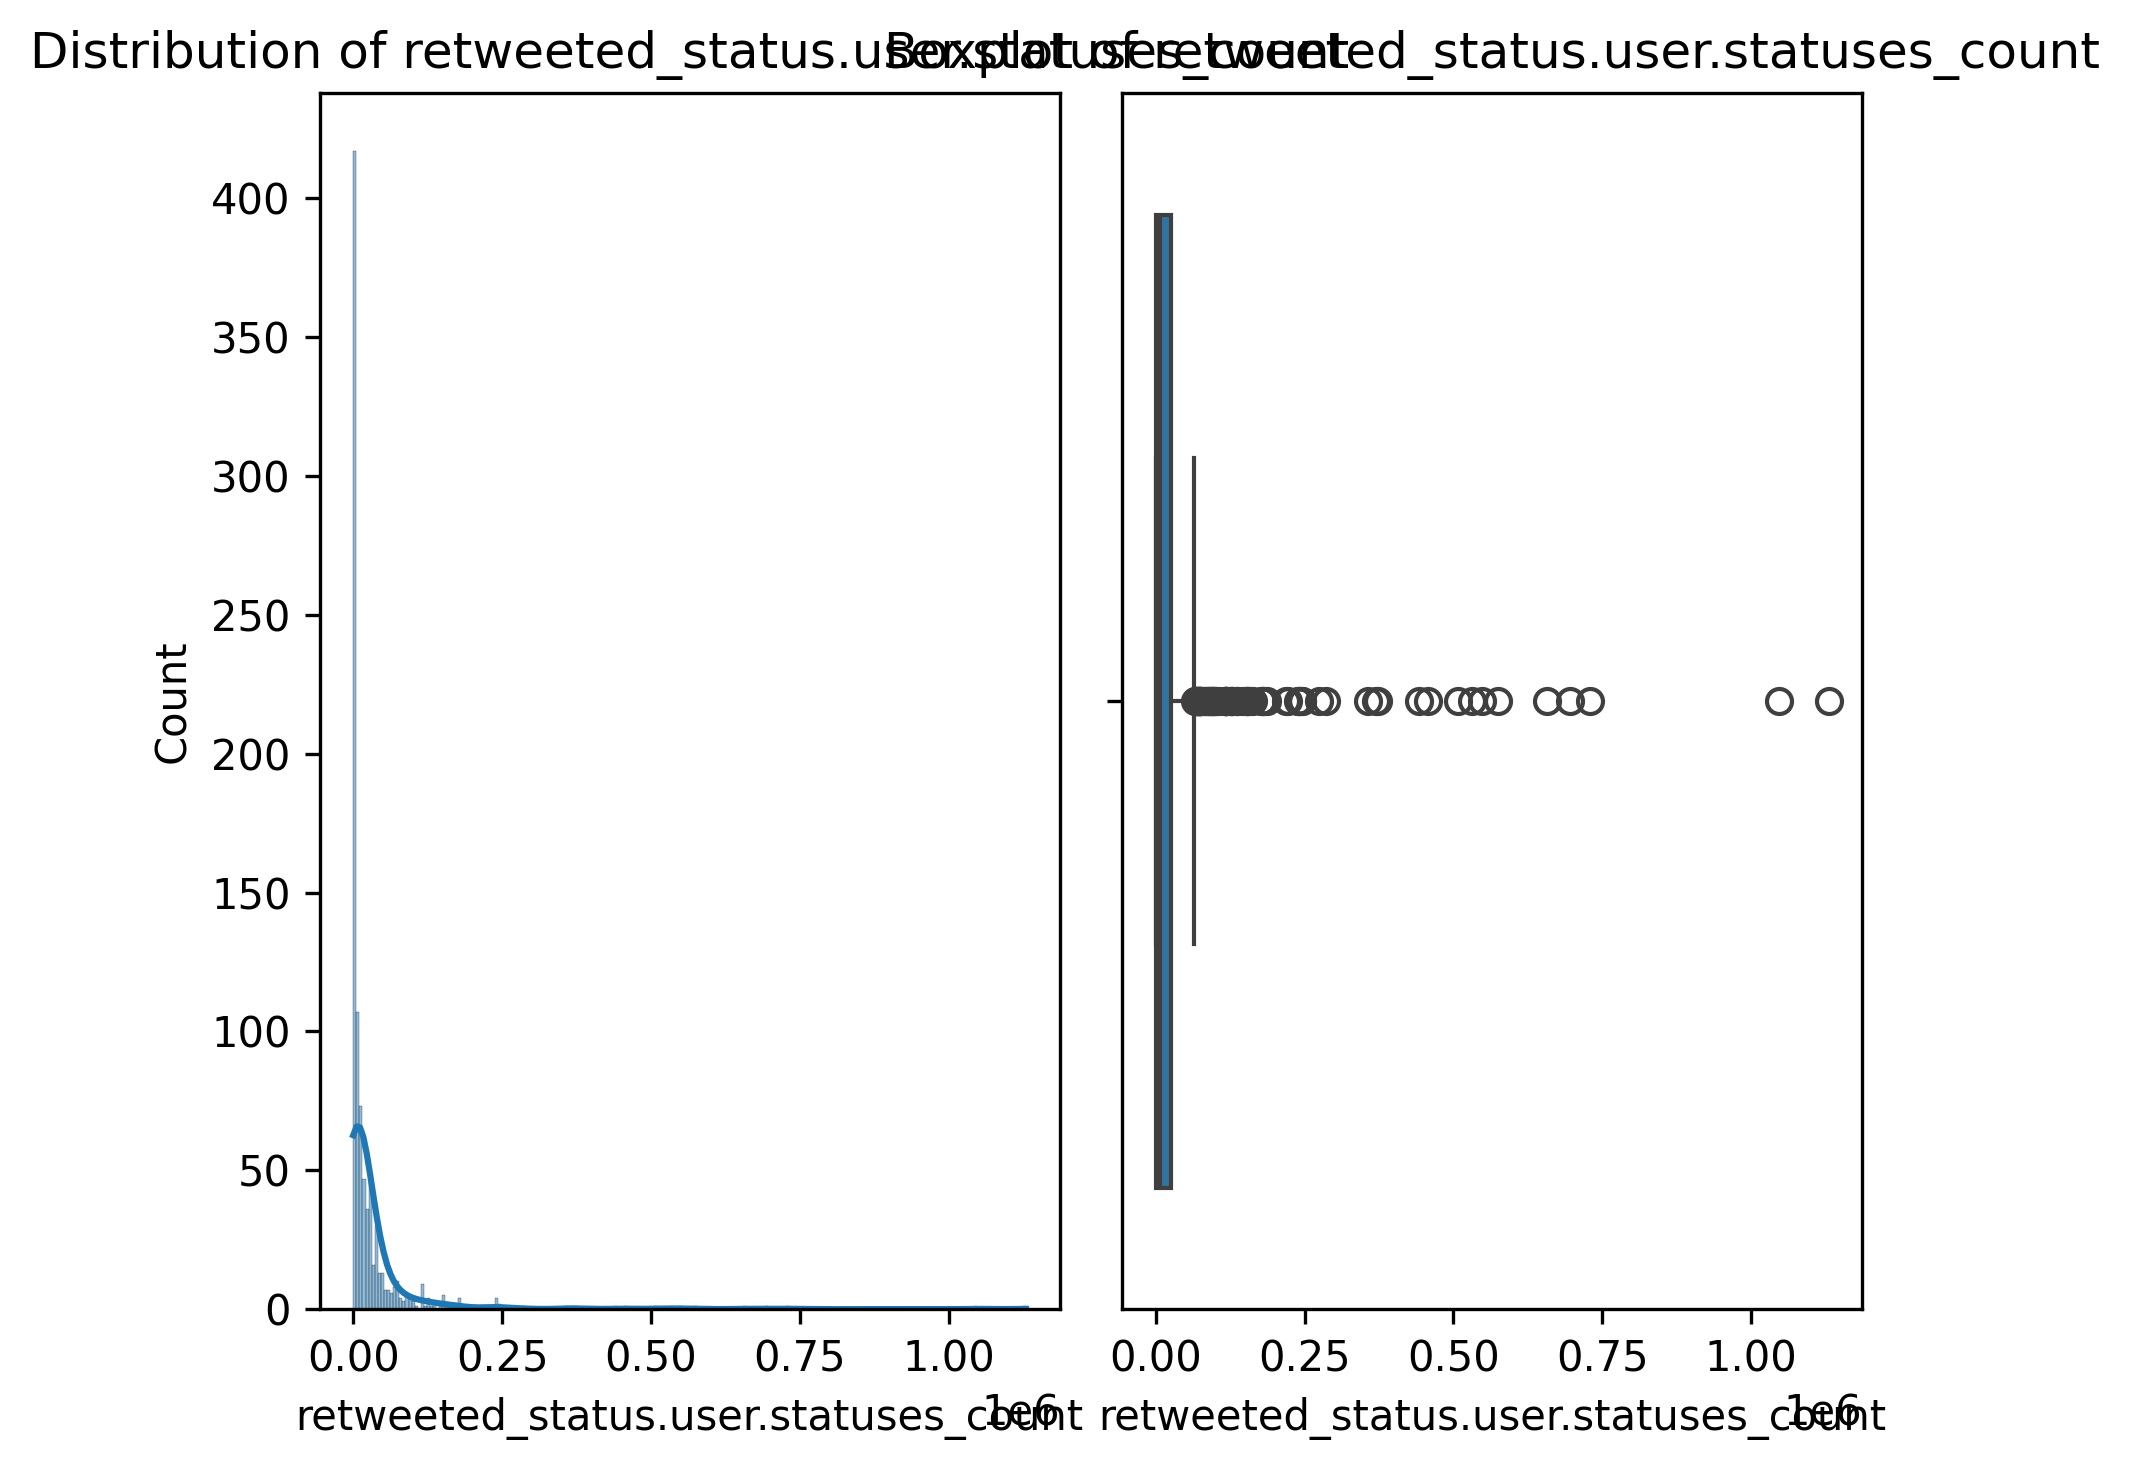 Distribution of retweeted_status.user.statuses_count
Boxplot of retweeted_status.user.statuses_count
Count
400
350
300
250
200
150
100
50
0
0.00 0.25 0.50 0.75 1.00
1e6
retweeted_status.user.statuses_count
0.00 0.25 0.50 0.75 1.00
1e6
retweeted_status.user.statuses_count